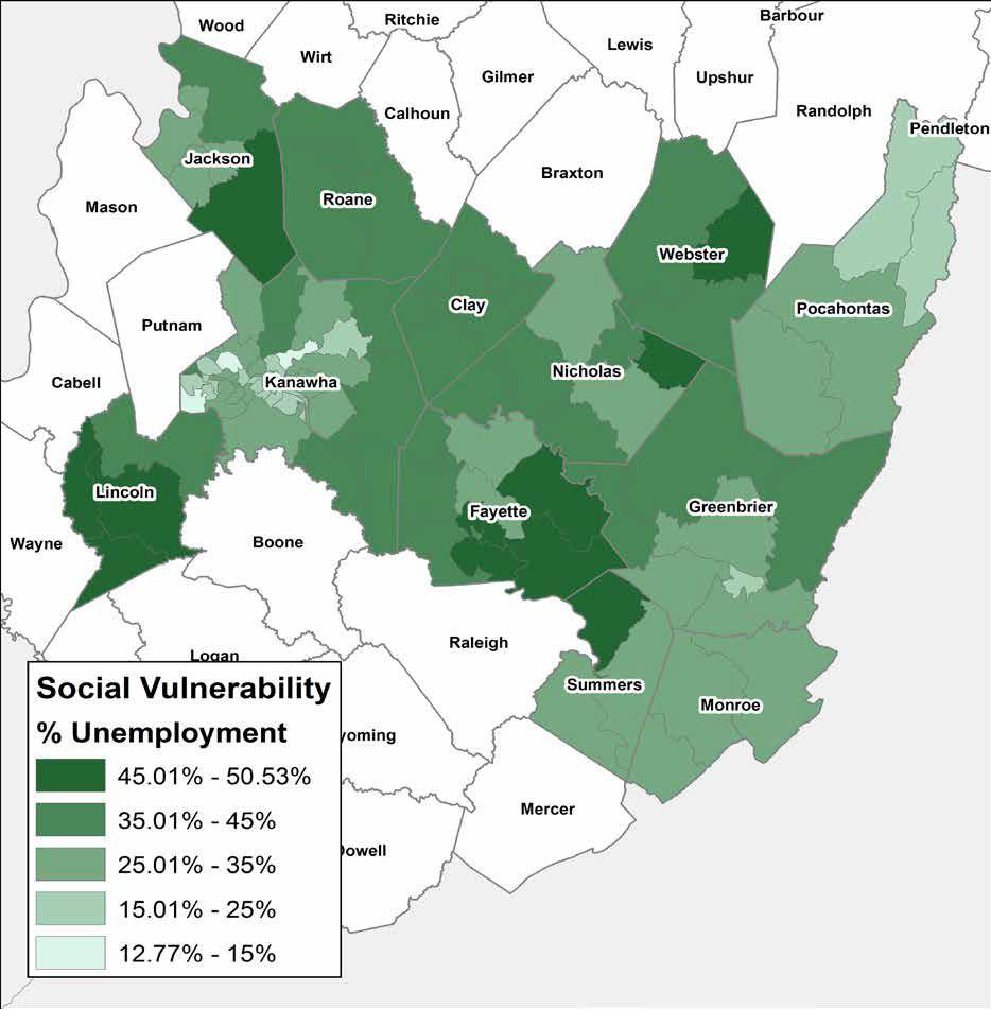 Barbour
Ritchie
Wood
Lewis
Wirt
Gilmer
Upshur
Calhoun
Randolph
Pendleton
Jackson
Braxton
Roane
Mason
Webster
Clay
Pocahontas
Putnam
Nicholas
Cabell
Kanawha
Lincoln
Greenbrier
Fayette
Boone
Wayne
Raleigh
Logan
Summers
Monroe
Social Vulnerability
% Unemployment
yoming
45.01% - 50.53%
Mercer
35.01% - 45%
Dowell
25.01% - 35%
15.01% - 25%
12.77% - 15%